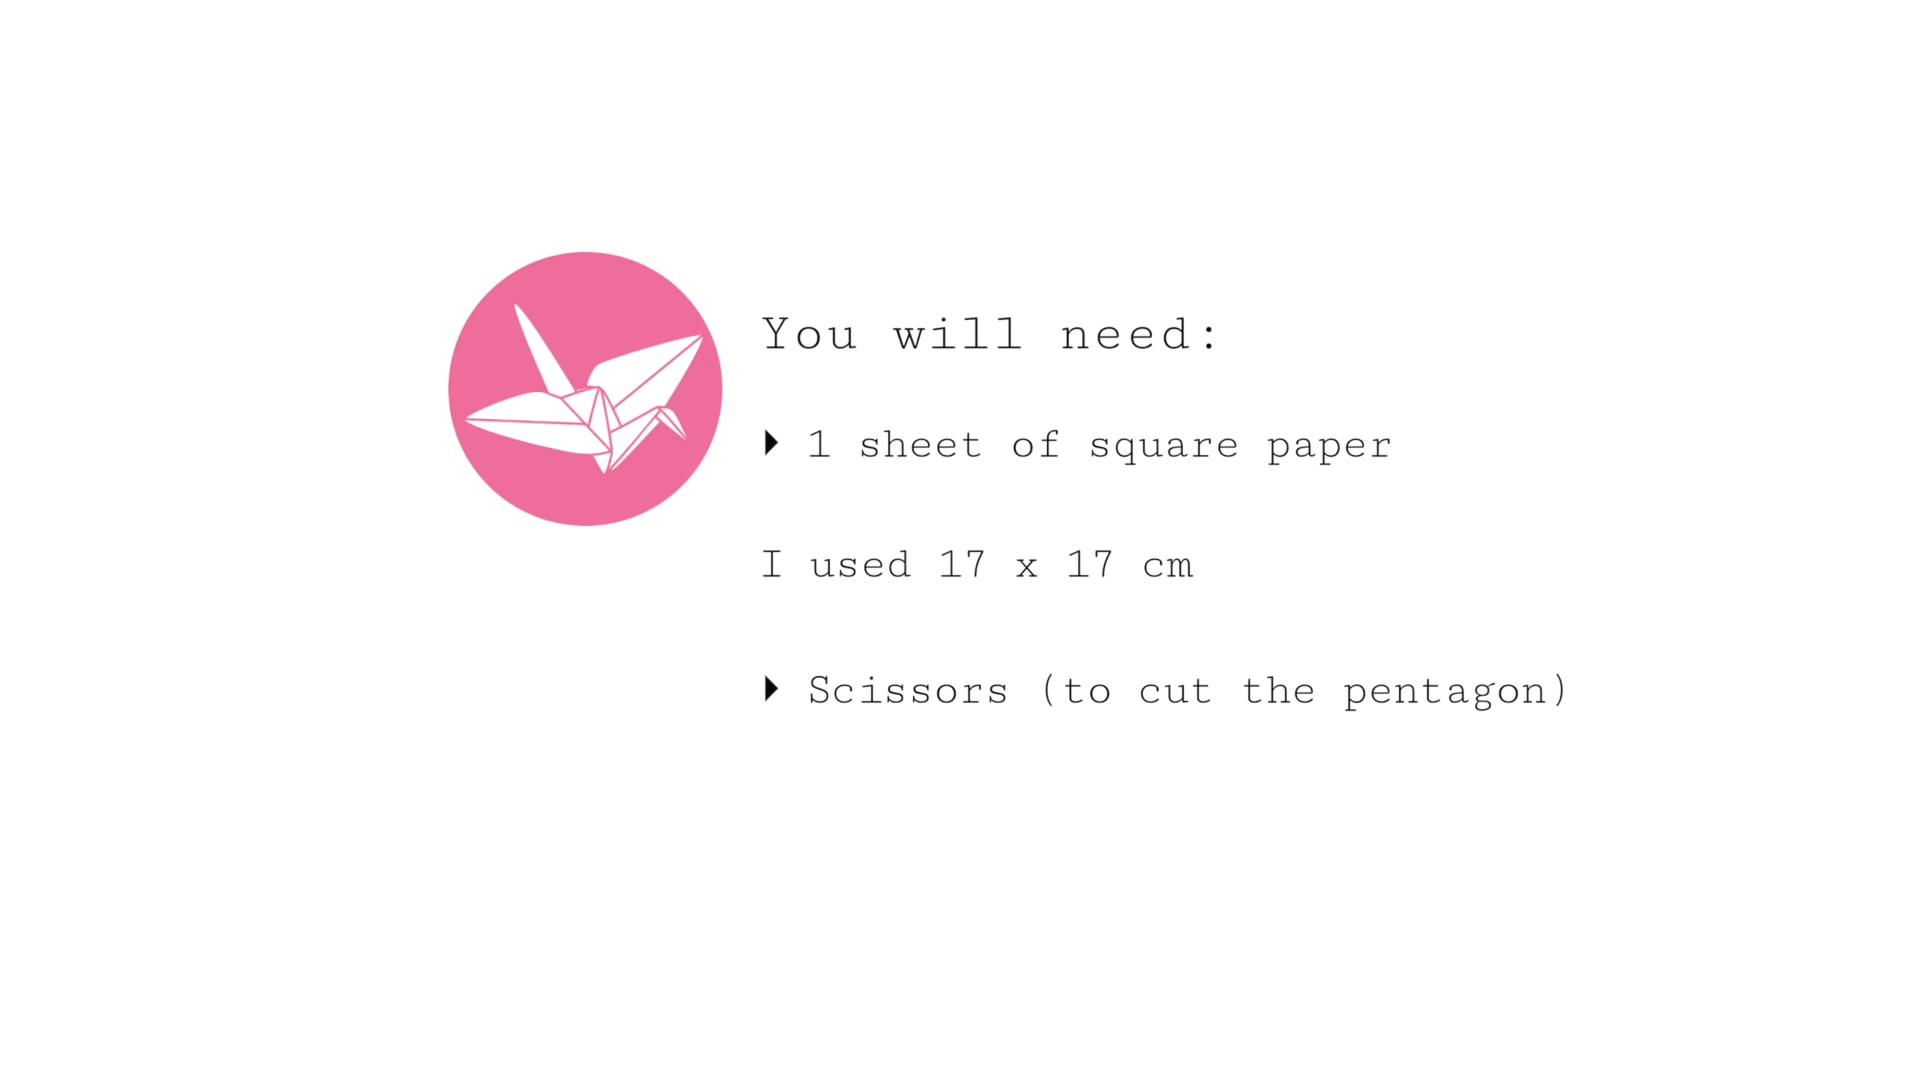 You will need:
▸ 1 sheet of square paper
I used 17 x 17 cm
▸ Scissors (to cut the pentagon)